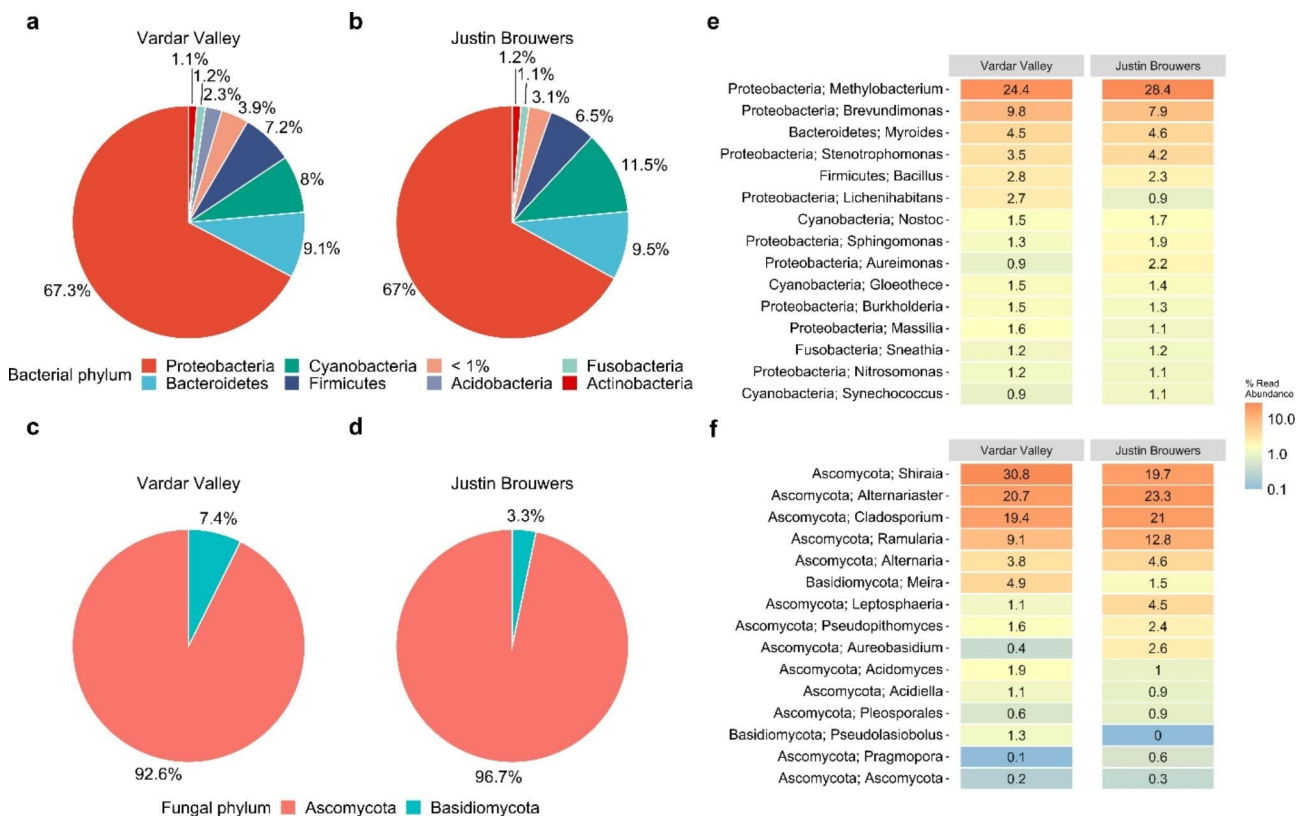 a
b
Vardar Valley
Justin Brouwers
1.1%
1.2%
2.3%
3.9%
7.2%
8%
9.1%
67.3%
1.2%
1.1%
3.1%
6.5%
11.5%
9.5%
67%
Bacterial phylum
Proteobacteria
Cyanobacteria
< 1%
Fusobacteria
Bacteroidetes
Firmicutes
Acidobacteria
Actinobacteria
c
d
Vardar Valley
Justin Brouwers
7.4%
92.6%
3.3%
96.7%
Fungal phylum
Ascomycota
Basidiomycota
e
Vardar Valley Justin Brouwers
Proteobacteria; Methylobacterium 24.4 28.4
Proteobacteria; Brevundimonas 9.8 7.9
Bacteroidetes; Myroides 4.5 4.6
Proteobacteria; Stenotrophomonas 3.5 4.2
Firmicutes; Bacillus 2.8 2.3
Proteobacteria; Lichenihabitans 2.7 0.9
Cyanobacteria; Nostoc 1.5 1.7
Proteobacteria; Sphingomonas 1.3 1.9
Proteobacteria; Aureimonas 0.9 2.2
Cyanobacteria; Gloeothece 1.5 1.4
Proteobacteria; Burkholderia 1.5 1.3
Proteobacteria; Massilia 1.6 1.1
Fusobacteria; Sneathia 1.2 1.2
Proteobacteria; Nitrosomonas 1.2 1.1
Cyanobacteria; Synechococcus 0.9 1.1
% Read
Abundance
10.0
1.0
0.1
f
Vardar Valley Justin Brouwers
Ascomycota; Shiraia 30.8 19.7
Ascomycota; Alternariaster 20.7 23.3
Ascomycota; Cladosporium 19.4 21
Ascomycota; Ramularia 9.1 12.8
Ascomycota; Alternaria 3.8 4.6
Basidiomycota; Meira 4.9 1.5
Ascomycota; Leptosphaeria 1.1 4.5
Ascomycota; Pseudopithomyces 1.6 2.4
Ascomycota; Aureobasidium 0.4 2.6
Ascomycota; Acidomyces 1.9 1
Ascomycota; Acidiella 1.1 0.9
Ascomycota; Pleosporales 0.6 0.9
Basidiomycota; Pseudolasiobolus 1.3 0
Ascomycota; Pragmopora 0.1 0.6
Ascomycota; Ascomycota 0.2 0.3